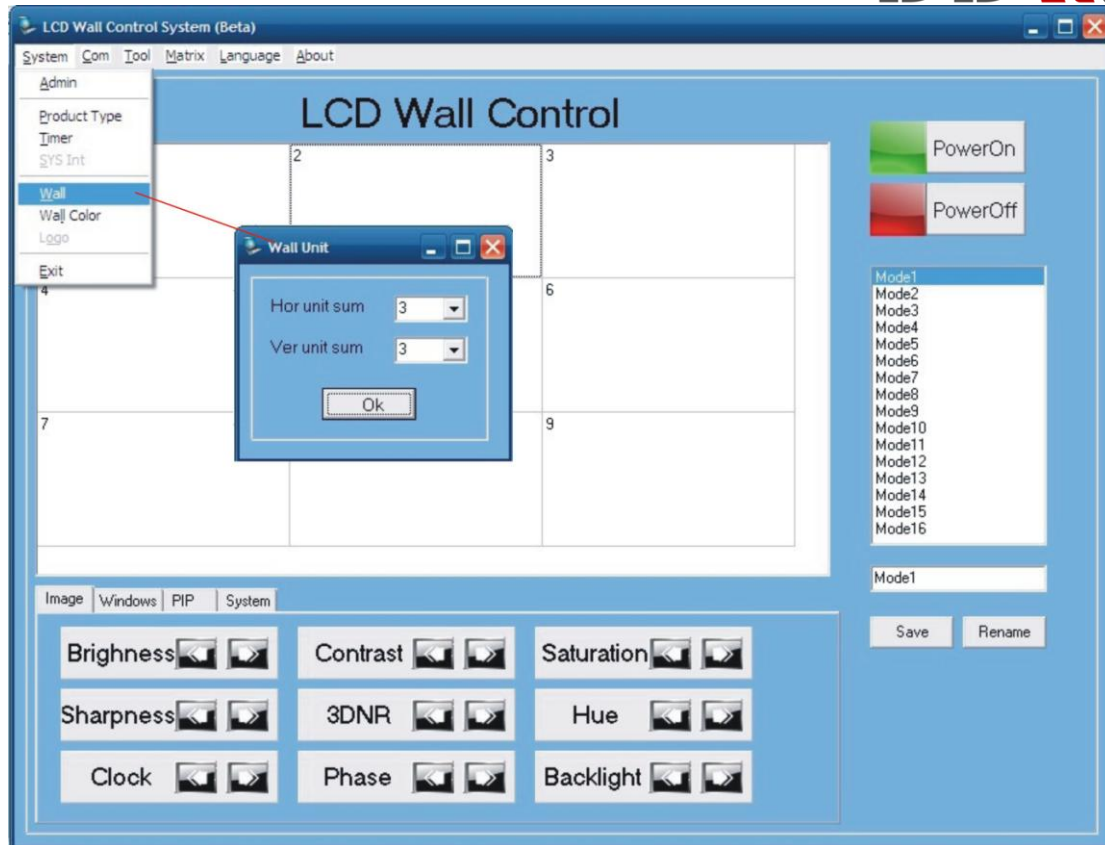 LCD Wall Control System (Beta)
System Com Tool Matrix Language About
Admin
Product Type
Timer
SYS Int
Wall
Wall Color
Logo
Exit
LCD Wall Control
2
3
4
6
7
9
Wall Unit
Hor unit sum 3
Ver unit sum 3
Ok
PowerOn
PowerOff
Mode1
Mode2
Mode3
Mode4
Mode5
Mode6
Mode7
Mode8
Mode9
Mode10
Mode11
Mode12
Mode13
Mode14
Mode15
Mode16
Mode1
Save Rename
Image Windows PIP System
Brighness Contrast Saturation
Sharpness 3DNR Hue
Clock Phase Backlight